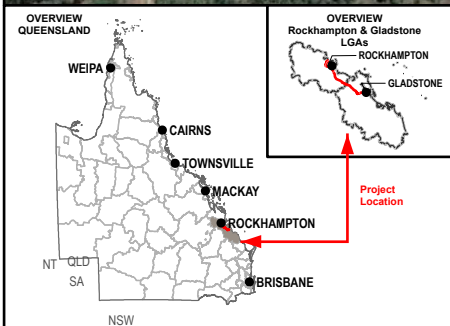 OVERVIEW
QUEENSLAND
WEIPA
CAIRNS
TOWNSVILLE
MACKAY
ROCKHAMPTON
BRISBANE
NT
QLD
SA
NSW
OVERVIEW
Rockhampton & Gladstone
LGAs
ROCKHAMPTON
GLADSTONE
Project
Location